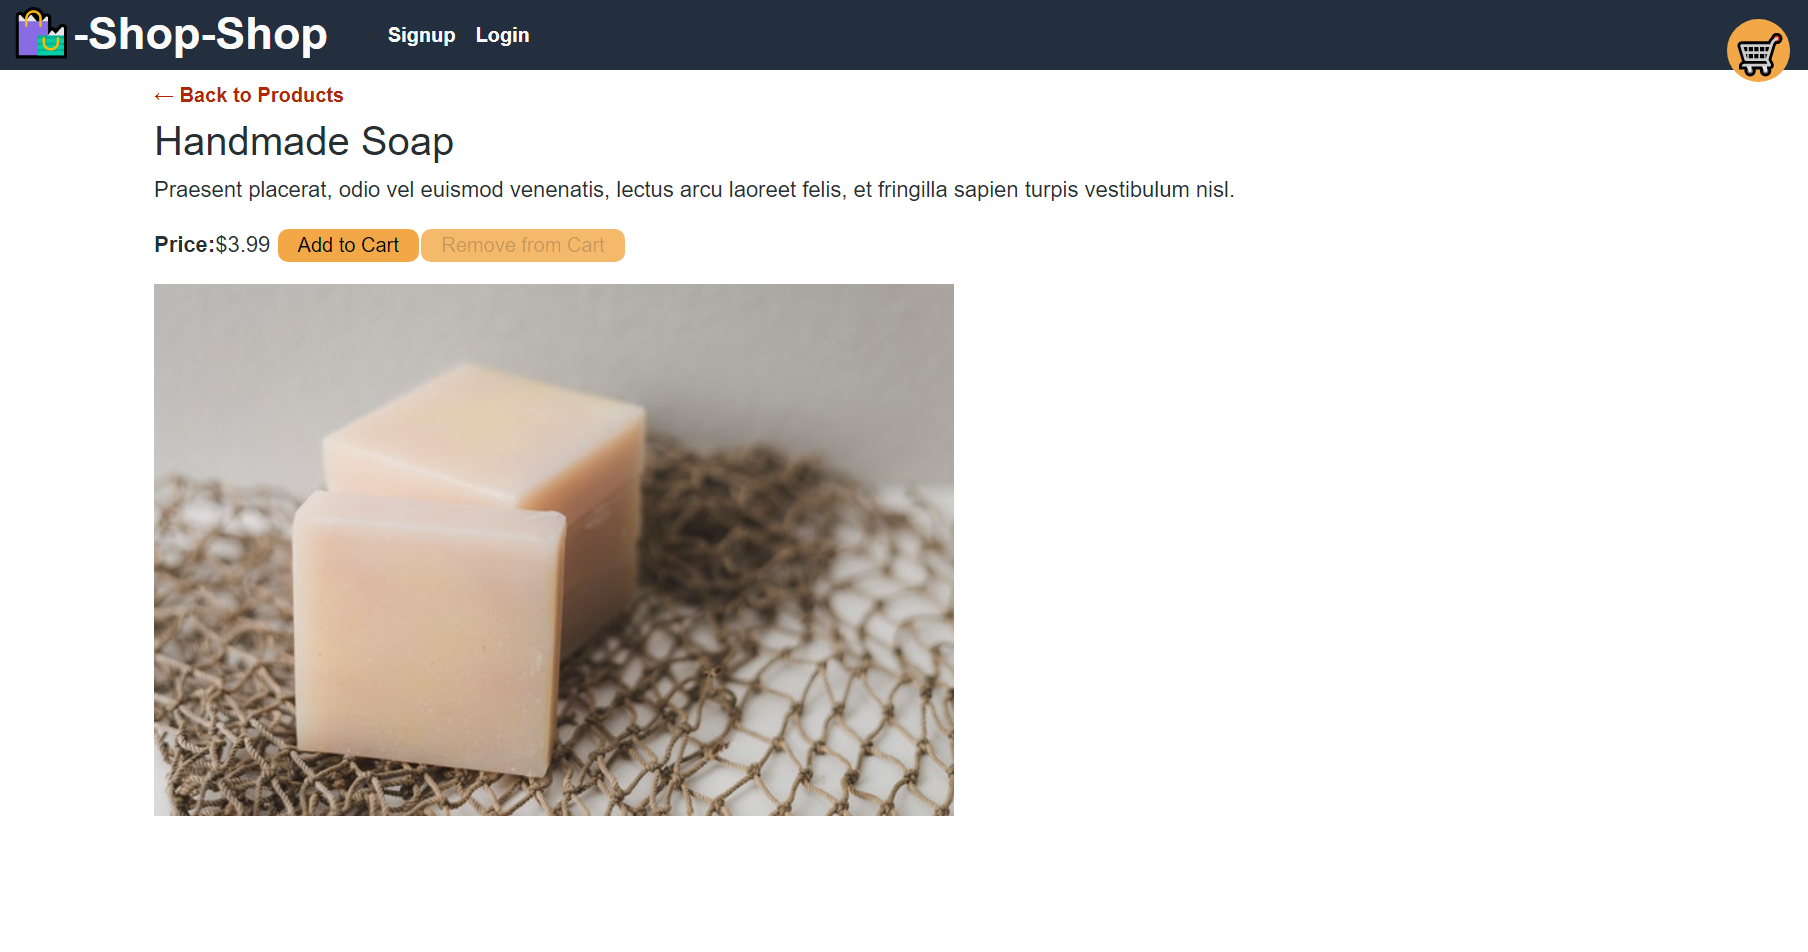 -Shop-Shop Signup Login
← Back to Products
Handmade Soap
Praesent placerat, odio vel euismod venenatis, lectus arcu laoreet felis, et fringilla sapien turpis vestibulum nisl.
Price:$3.99 Add to Cart Remove from Cart